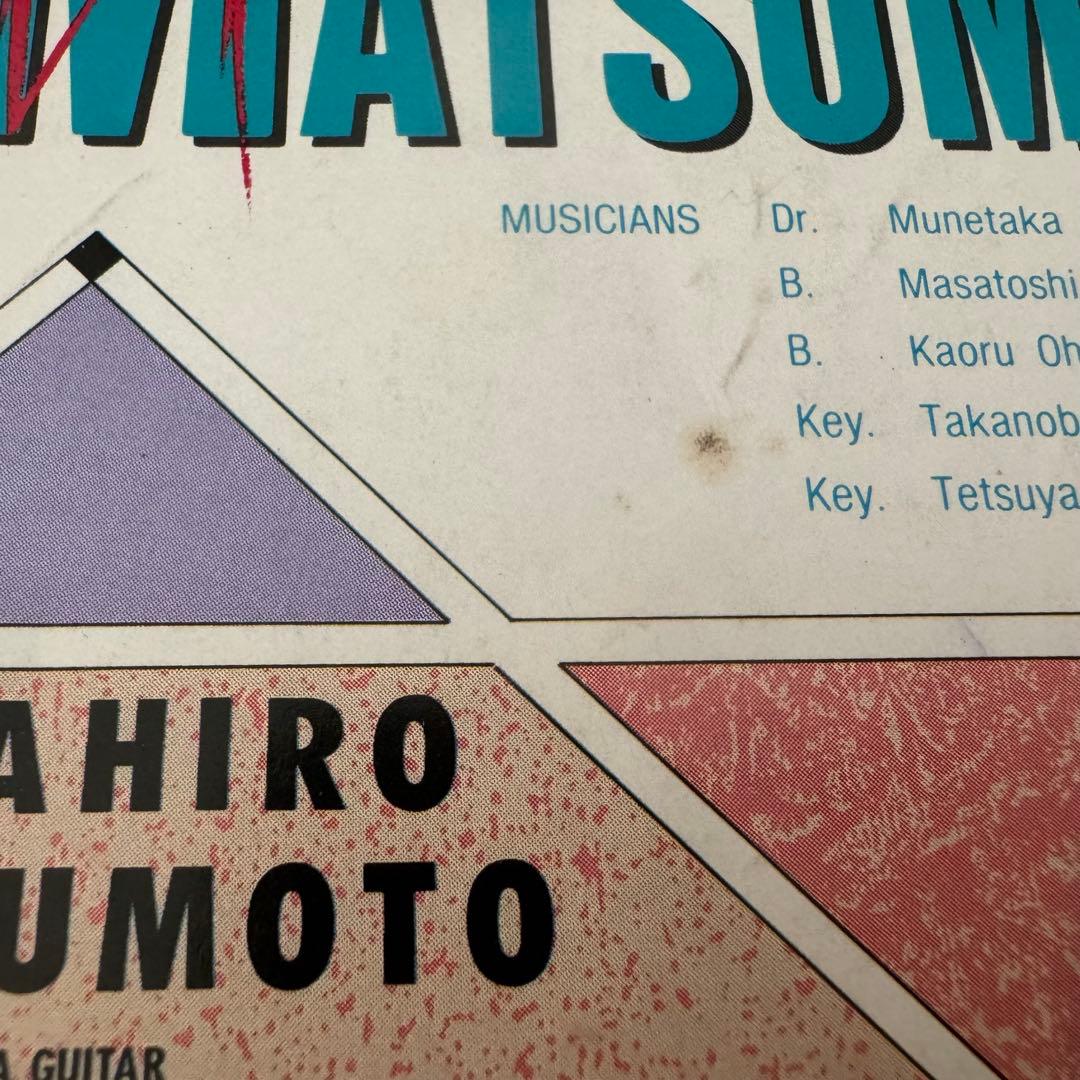 MATSUM
MUSICIANS Dr. Munetaka
B. Masatoshi
B. Kaoru Oh
Key. Takanob
Key. Tetsuya
AHIRO
UMOTO
A GUITAR